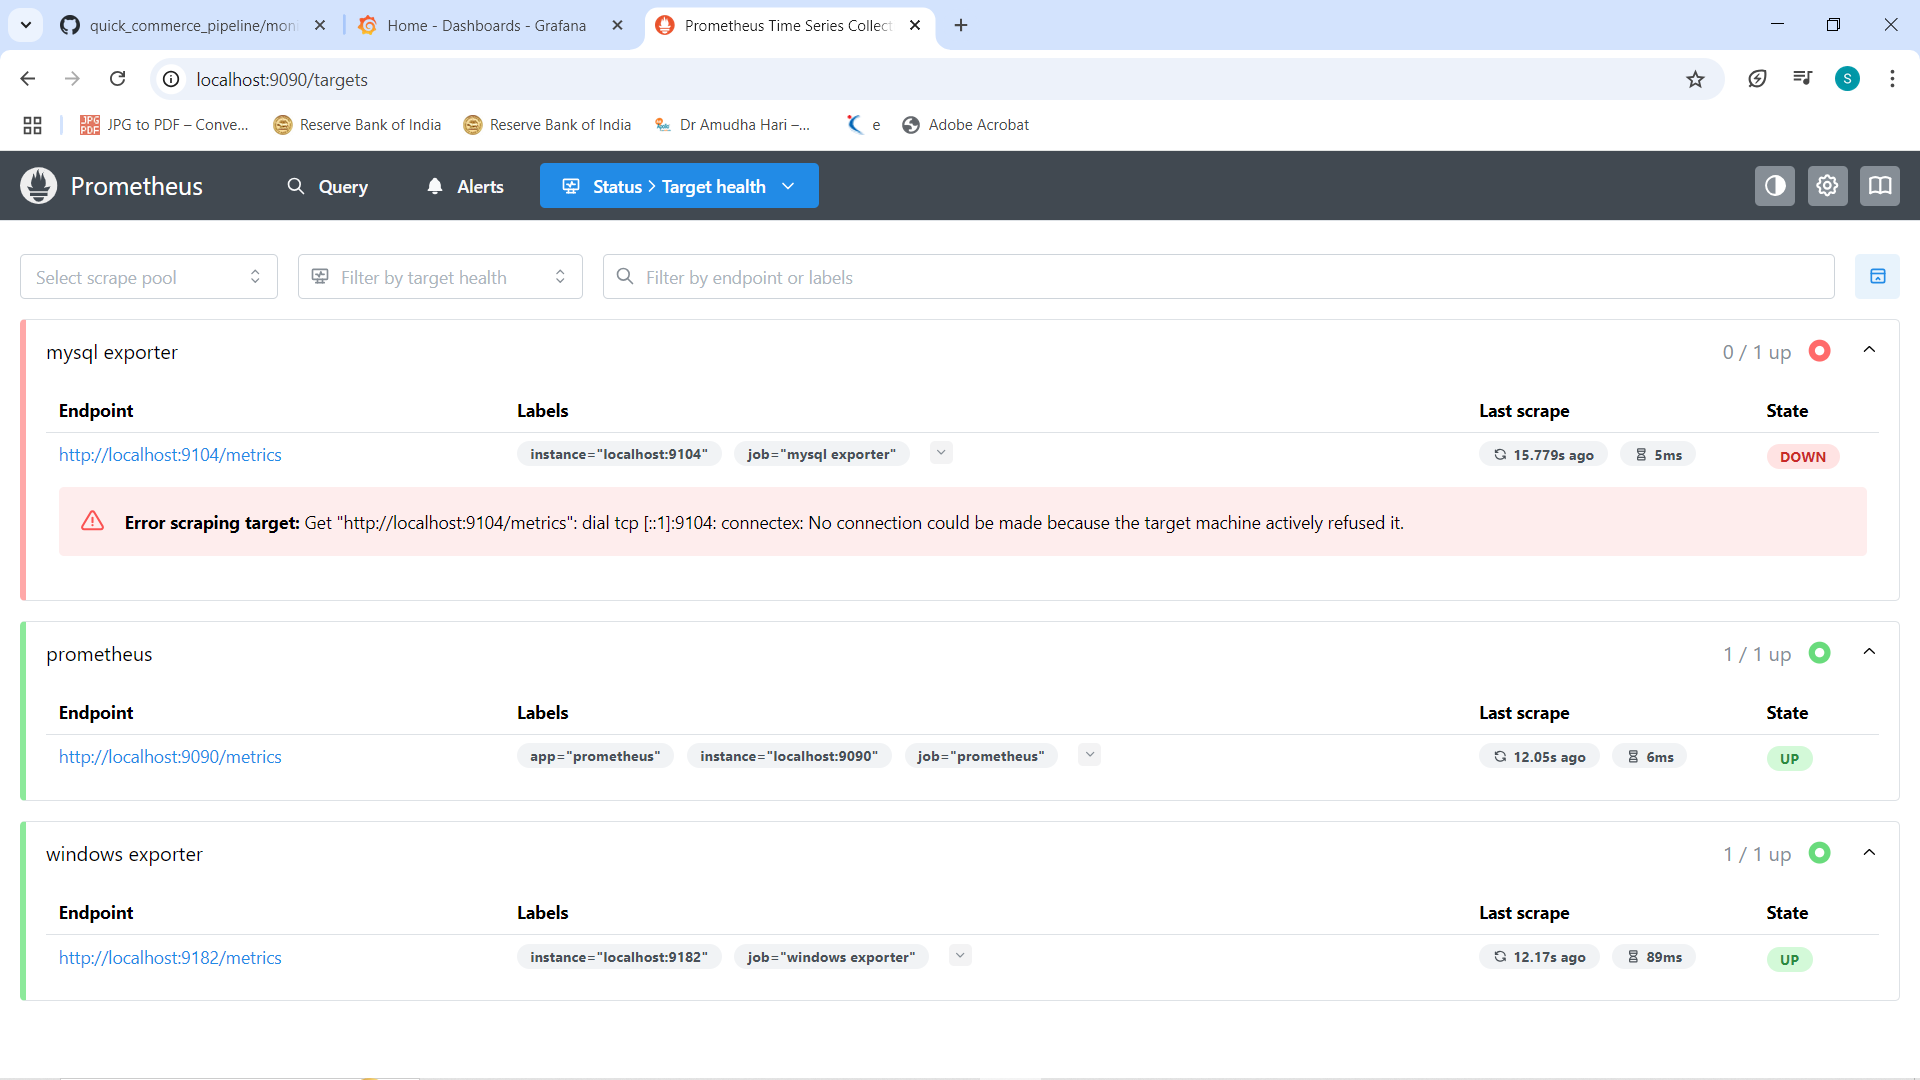 quick_commerce_pipeline/mon
Home - Dashboards - Grafana
Prometheus Time Series Collect
localhost:9090/targets
S
JPG to PDF – Conve...
Reserve Bank of India
Reserve Bank of India
Dr Amudha Hari –...
e
Adobe Acrobat
Prometheus
Query
Alerts
Status > Target health
Select scrape pool
Filter by target health
Filter by endpoint or labels
mysql exporter
0 / 1 up
Endpoint Labels Last scrape State
http://localhost:9104/metrics instance="localhost:9104" job="mysql exporter" 15.779s ago 5ms DOWN
Error scraping target: Get "http://localhost:9104/metrics": dial tcp [::1]:9104: connectex: No connection could be made because the target machine actively refused it.
prometheus
1 / 1 up
Endpoint Labels Last scrape State
http://localhost:9090/metrics app="prometheus" instance="localhost:9090" job="prometheus" 12.05s ago 6ms UP
windows exporter
1 / 1 up
Endpoint Labels Last scrape State
http://localhost:9182/metrics instance="localhost:9182" job="windows exporter" 12.17s ago 89ms UP